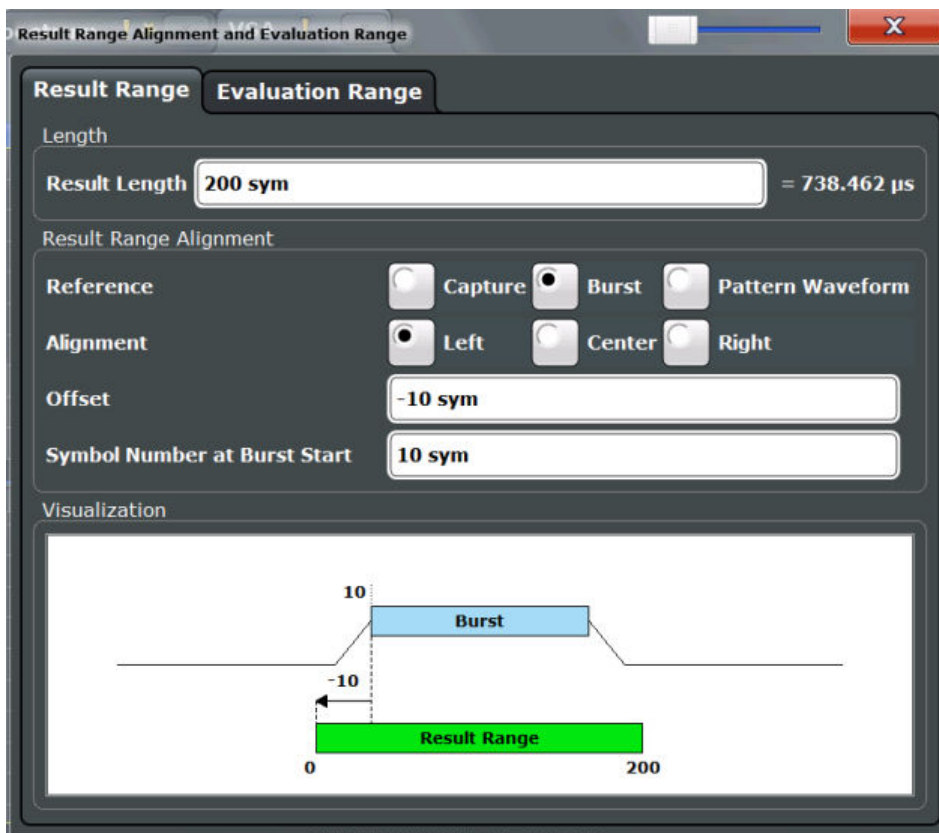 Result Range Alignment and Evaluation Range
X
Result Range Evaluation Range
Length
Result Length 200 sym = 738.462 µs
Result Range Alignment
Reference Capture Burst Pattern Waveform
Alignment Left Center Right
Offset -10 sym
Symbol Number at Burst Start 10 sym
Visualization
10
Burst
-10
Result Range
0 200